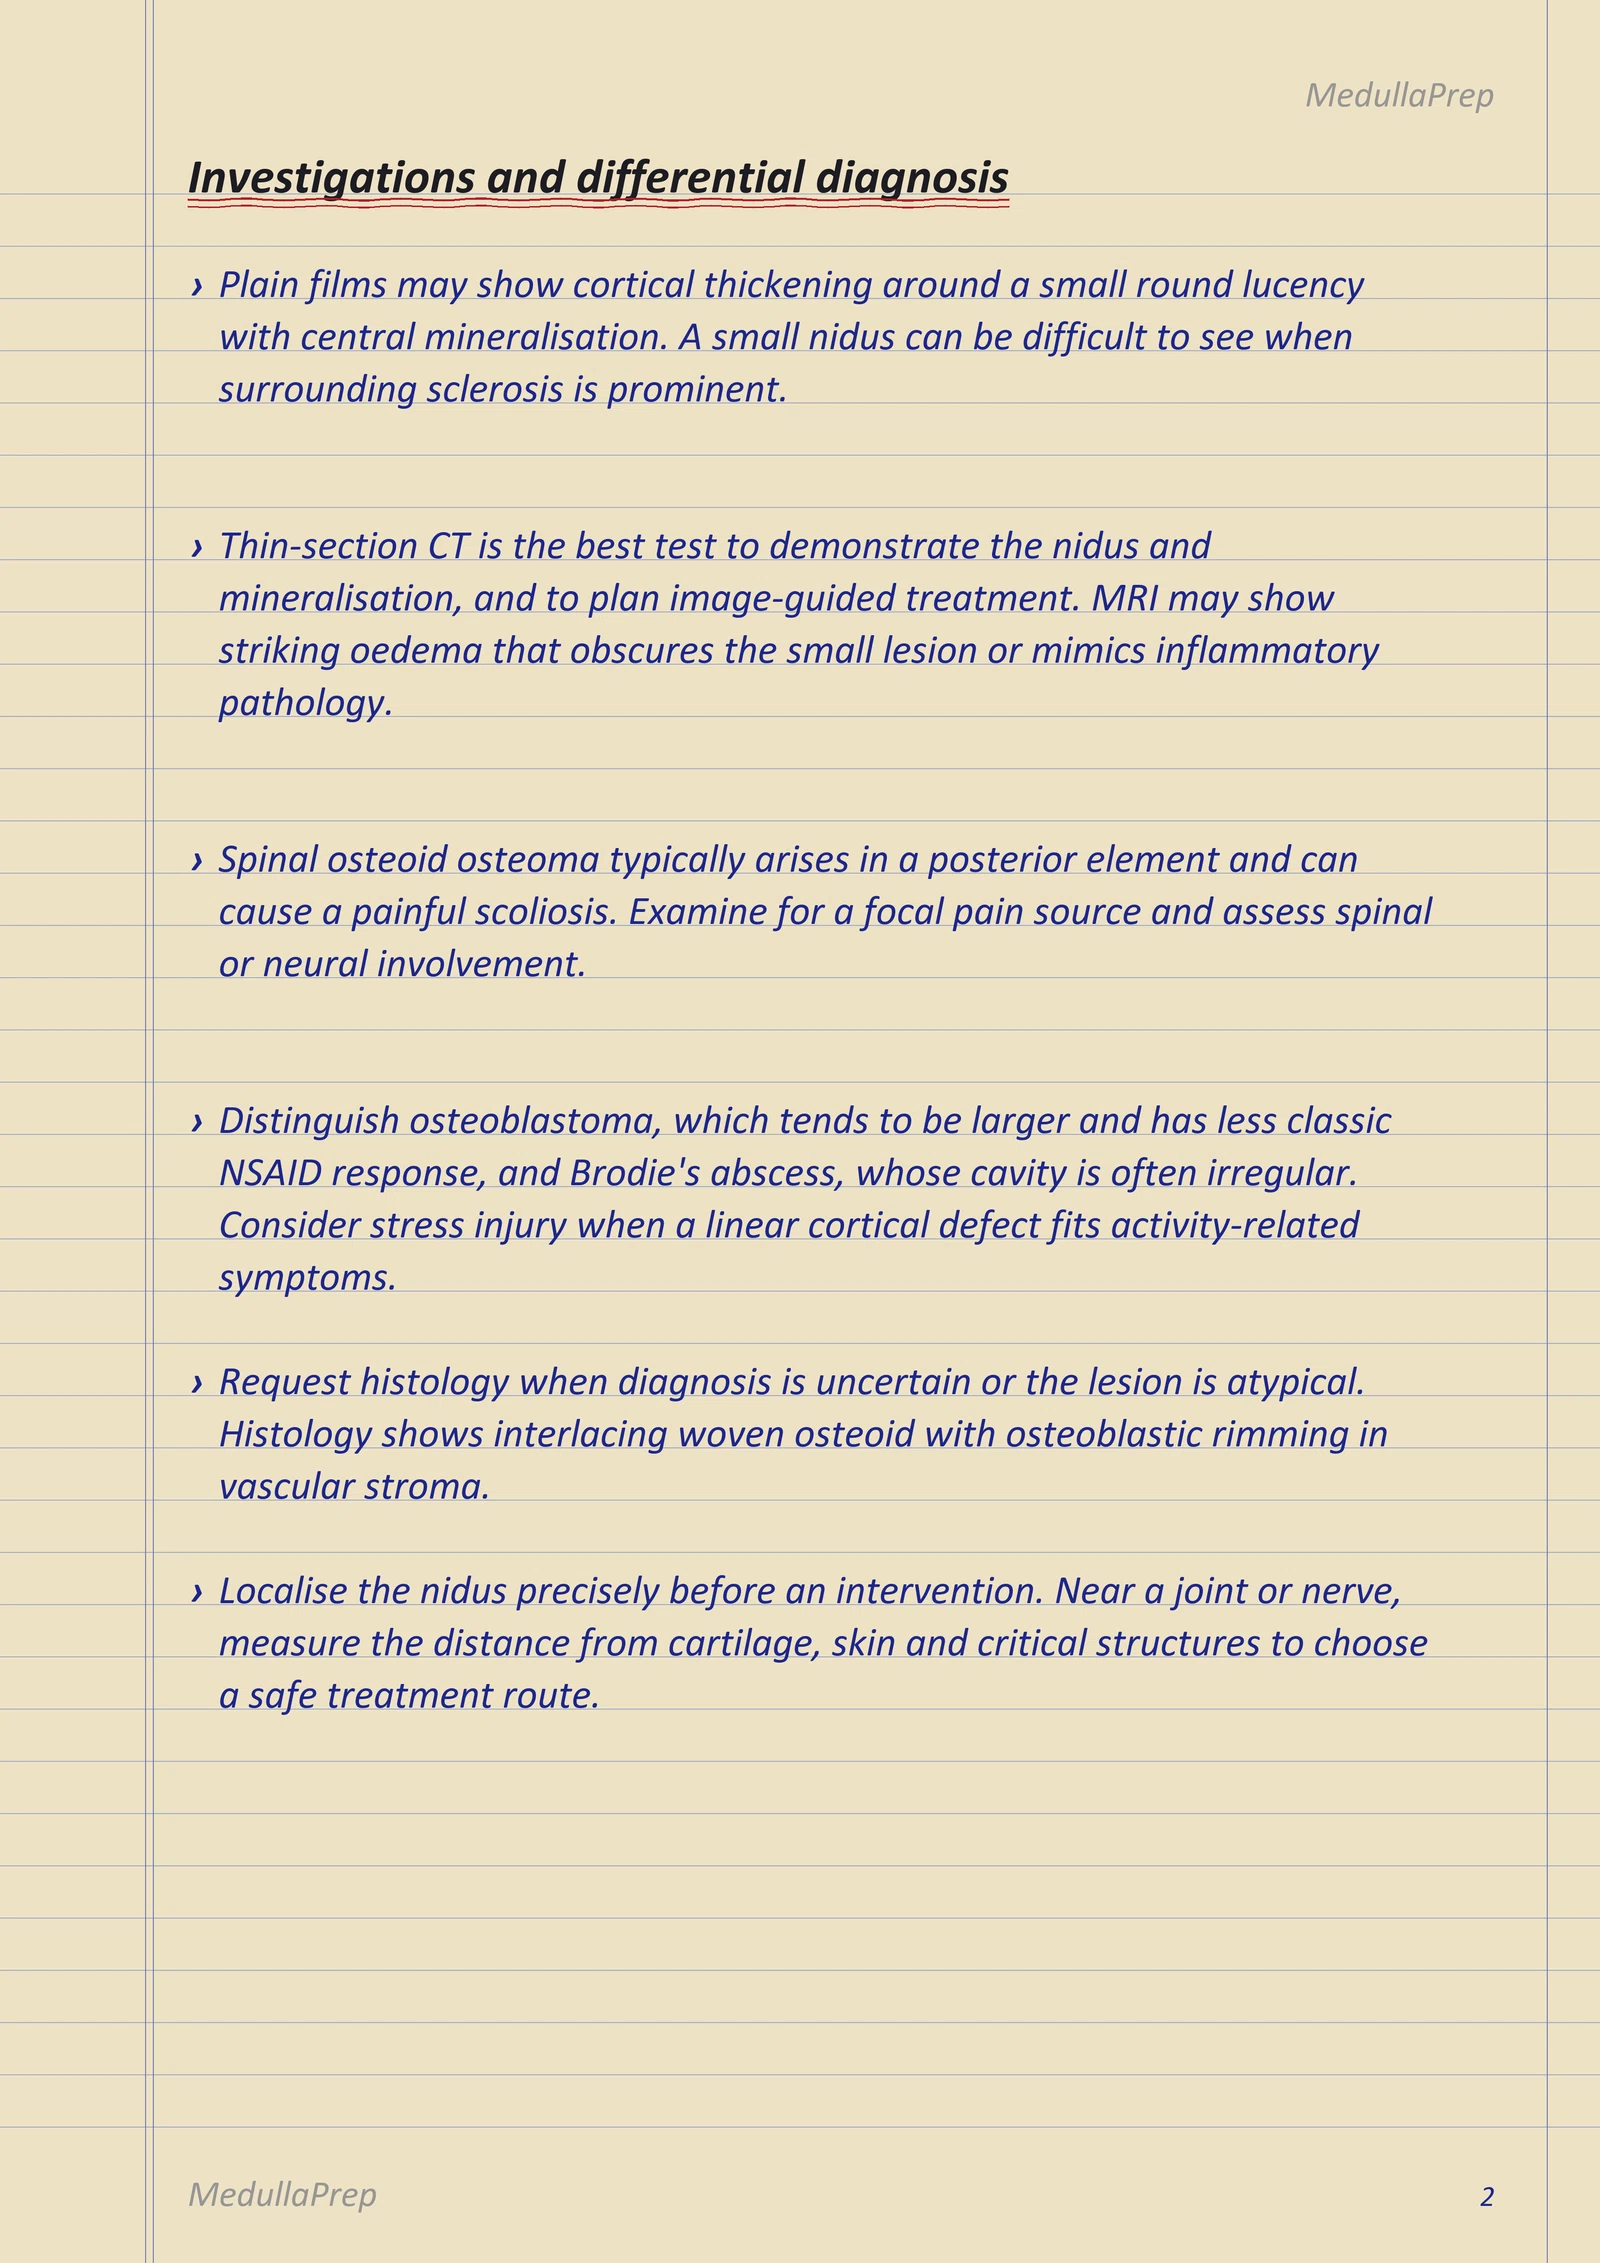 MedullaPrep
Investigations and differential diagnosis
› Plain films may show cortical thickening around a small round lucency
with central mineralisation. A small nidus can be difficult to see when
surrounding sclerosis is prominent.
› Thin-section CT is the best test to demonstrate the nidus and
mineralisation, and to plan image-guided treatment. MRI may show
striking oedema that obscures the small lesion or mimics inflammatory
pathology.
› Spinal osteoid osteoma typically arises in a posterior element and can
cause a painful scoliosis. Examine for a focal pain source and assess spinal
or neural involvement.
› Distinguish osteoblastoma, which tends to be larger and has less classic
NSAID response, and Brodie's abscess, whose cavity is often irregular.
Consider stress injury when a linear cortical defect fits activity-related
symptoms.
› Request histology when diagnosis is uncertain or the lesion is atypical.
Histology shows interlacing woven osteoid with osteoblastic rimming in
vascular stroma.
› Localise the nidus precisely before an intervention. Near a joint or nerve,
measure the distance from cartilage, skin and critical structures to choose
a safe treatment route.
MedullaPrep
2